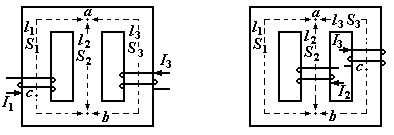 a
l1 l2 l3
S1 S2 S3
I3
c
I1
b
a
l1 l2 l3 S3
S1 S2
I3
c
I2
b